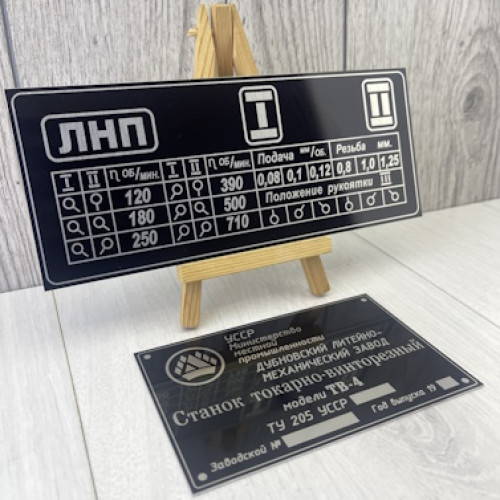 ЛНП I II
I II n об/мин. I II n об/мин. Подача мм/об. Резьба мм.
120 390 0,08 0,1 0,12 0,8 1,0 1,25
180 500 Положение рукоятки III
250 710
УССР
Министерство
местной
промышленности
ДУБНОВСКИЙ ЛИТЕЙНО-
МЕХАНИЧЕСКИЙ ЗАВОД
Станок токарно-винторезный
модели ТВ-4
ТУ 205 УССР
Заводской № Год выпуска 19